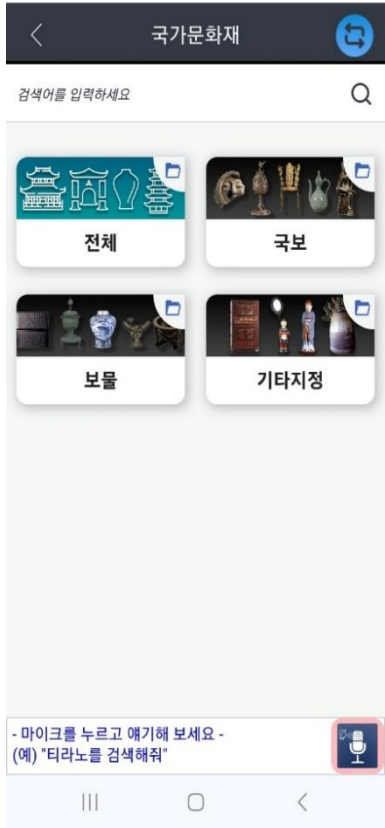 국가문화재
검색어를 입력하세요
전체
국보
보물
기타지정
- 마이크를 누르고 얘기해 보세요 -
(예) "티라노를 검색해줘"